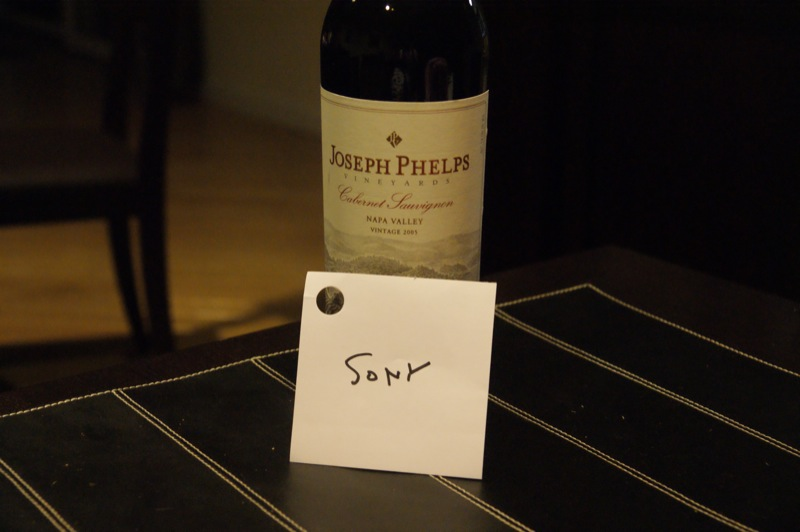 JOSEPH PHELPS
VINEYARDS
Cabernet Sauvignon
NAPA VALLEY
VINTAGE 2005
SONY